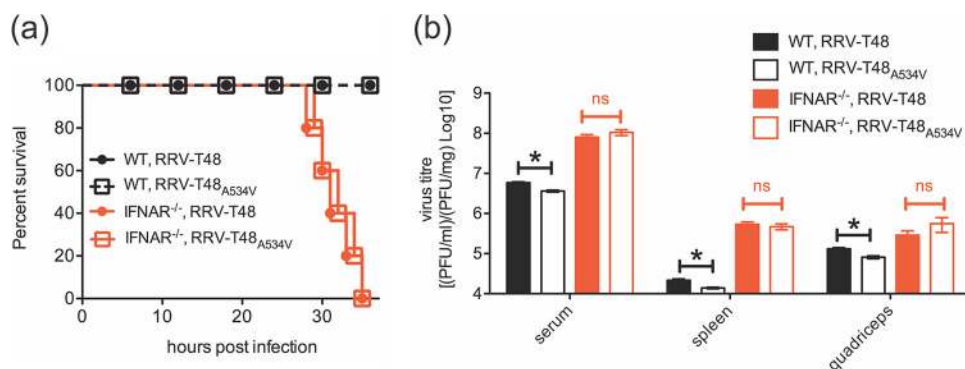 (a)
Percent survival
100
80
60
40
20
0
WT, RRV-T48
WT, RRV-T48A534V
IFNAR-/-, RRV-T48
IFNAR-/-, RRV-T48A534V
0 10 20 30
hours post infection
(b)
WT, RRV-T48
WT, RRV-T48A534V
IFNAR-/-, RRV-T48
IFNAR-/-, RRV-T48A534V
virus titre
[(PFU/ml)/(PFU/mg) Log10]
9
8
7
6
5
4
* ns
* ns
* ns
serum
spleen
quadriceps